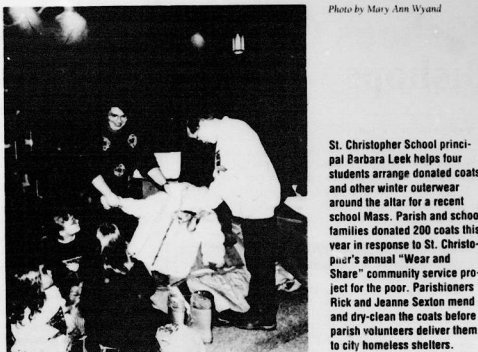 Photo by Mary Ann Wyand
St. Christopher School princi-
pal Barbara Leek helps four
students arrange donated coats
and other winter outerwear
around the altar for a recent
school Mass. Parish and school
families donated 200 coats this
year in response to St. Christo-
pher's annual "Wear and
Share" community service pro-
ject for the poor. Parishioners
Rick and Jeanne Sexton mend
and dry-clean the coats before
parish volunteers deliver them
to city homeless shelters.